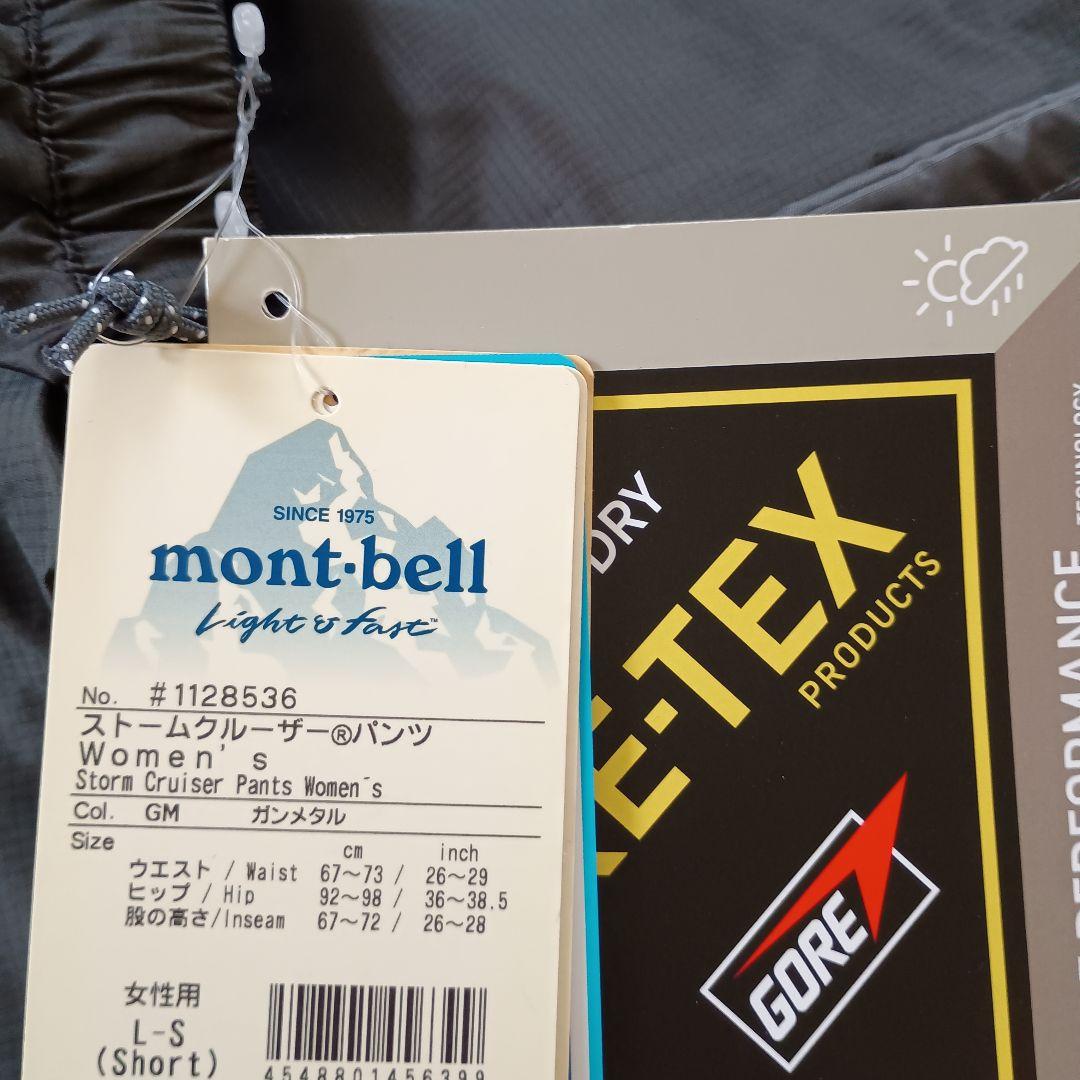 SINCE 1975
mont·bell
Light & Fast™
No. #1128536
ストームクルーザー®パンツ
Women's
Storm Cruiser Pants Women´s
Col. GM ガンメタル
Size
cm inch
ウエスト / Waist 67〜73 / 26〜29
ヒップ / Hip 92〜98 / 36〜38.5
股の高さ/Inseam 67〜72 / 26〜28
女性用
L-S
(Short)
4548801456399
DRY
E-TEX
PRODUCTS
GORE
PERFORMANCE
TECHNOLOGY